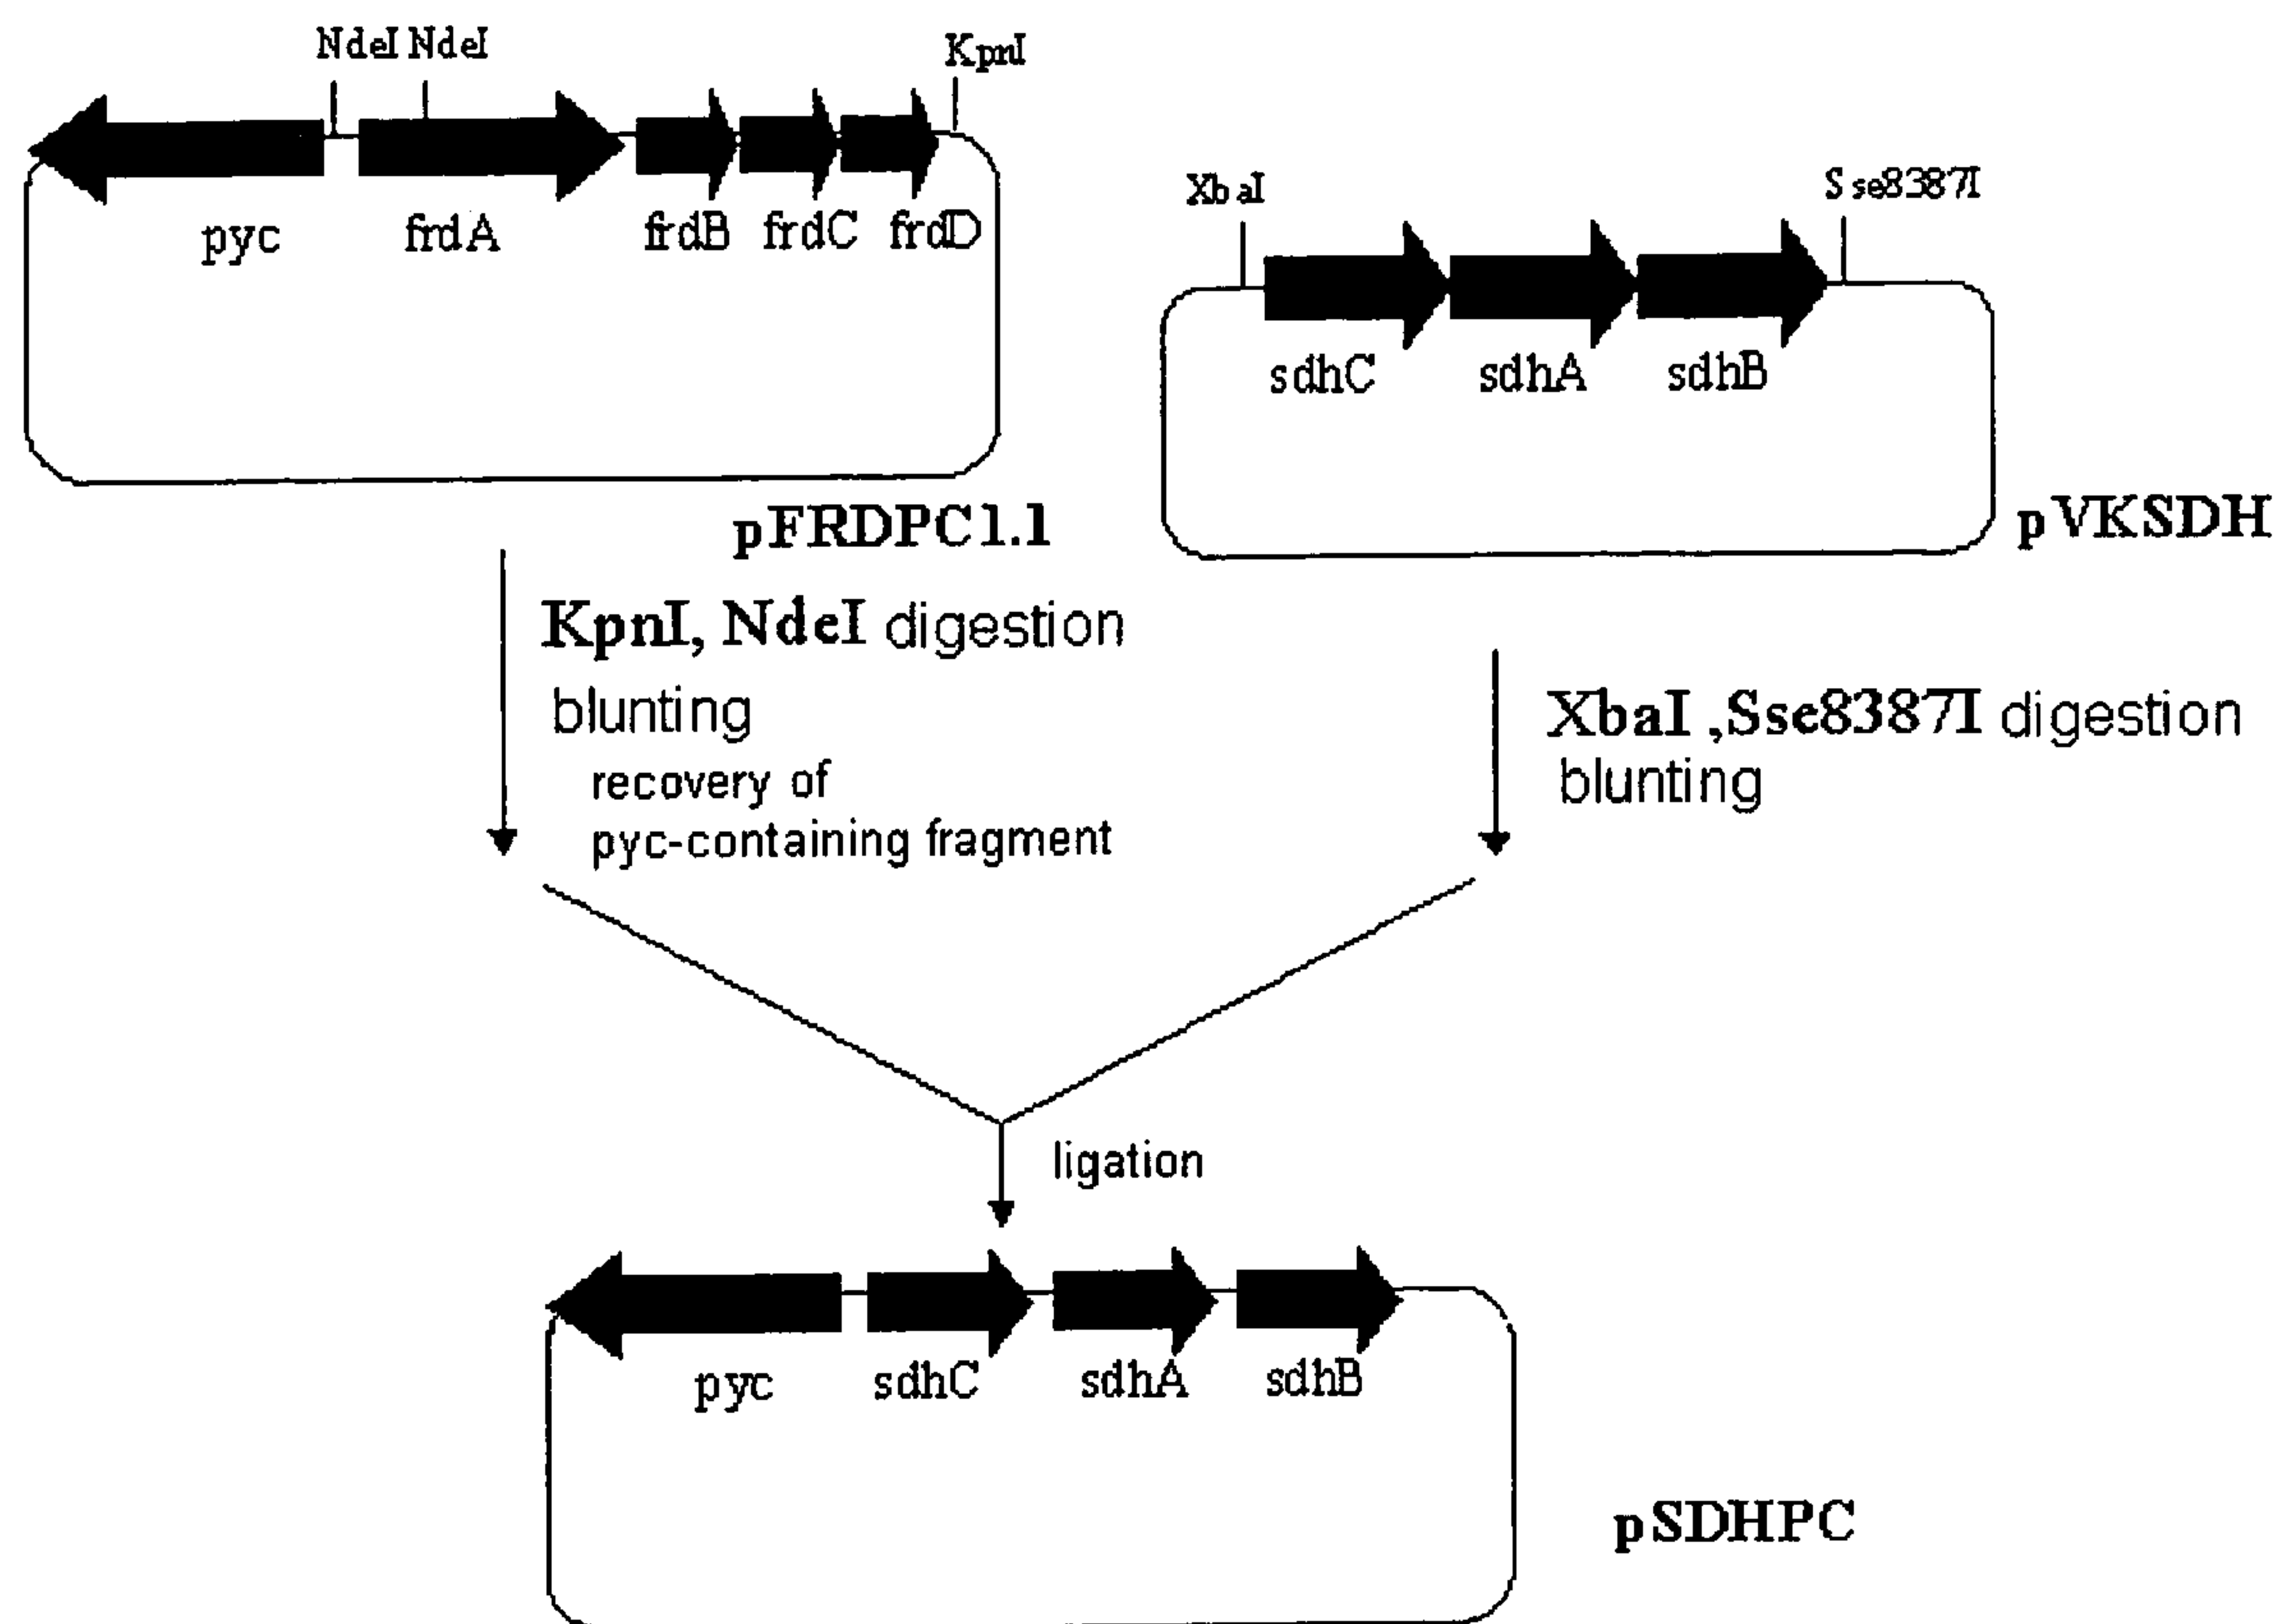 NdeI NdeI
KpnI
pyc
frdA
frdB
frdC
frdD
pFRDPC1.1
XbaI
Sse8387I
sdhC
sdhA
sdhB
pVKSDH
KpnI, NdeI digestion
blunting
recovery of
pyc-containing fragment
XbaI ,Sse8387I digestion
blunting
ligation
pyc
sdhC
sdhA
sdhB
pSDHPC